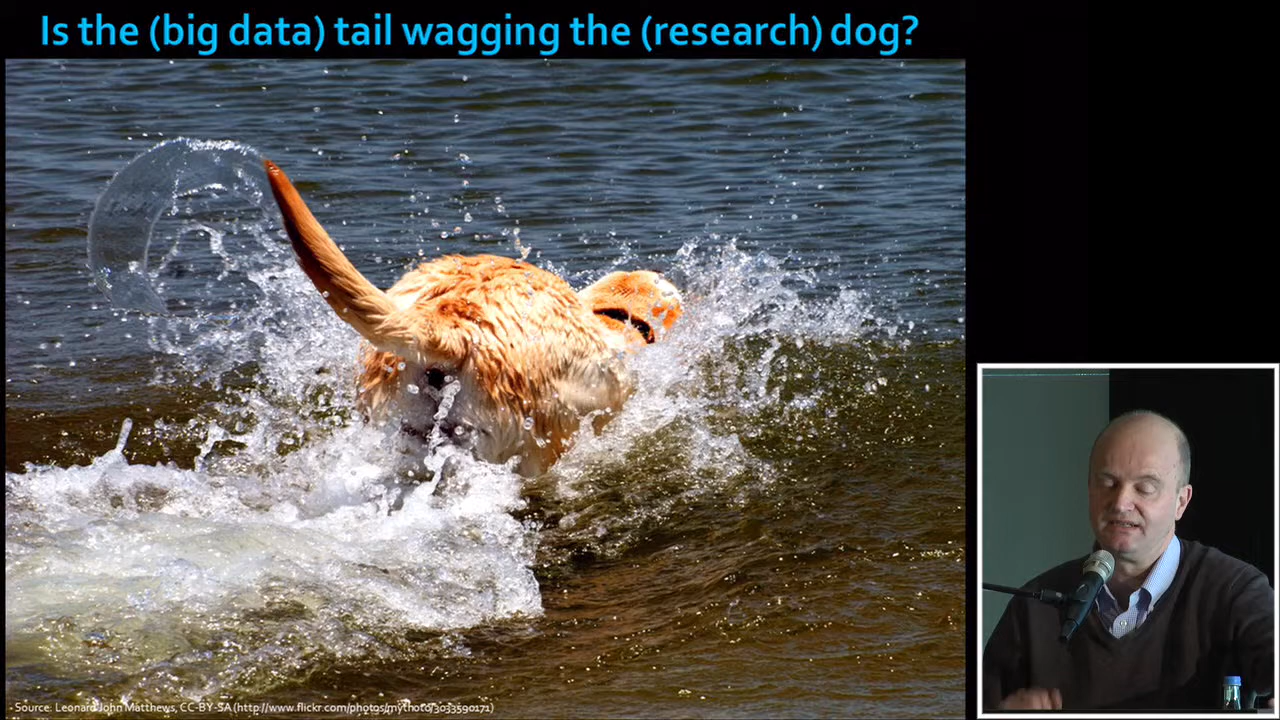 Is the (big data) tail wagging the (research) dog?
- Source: Leonard John Matthews, CC-BY-SA (http://www.flickr.com/photos/mythoto/3033590171)